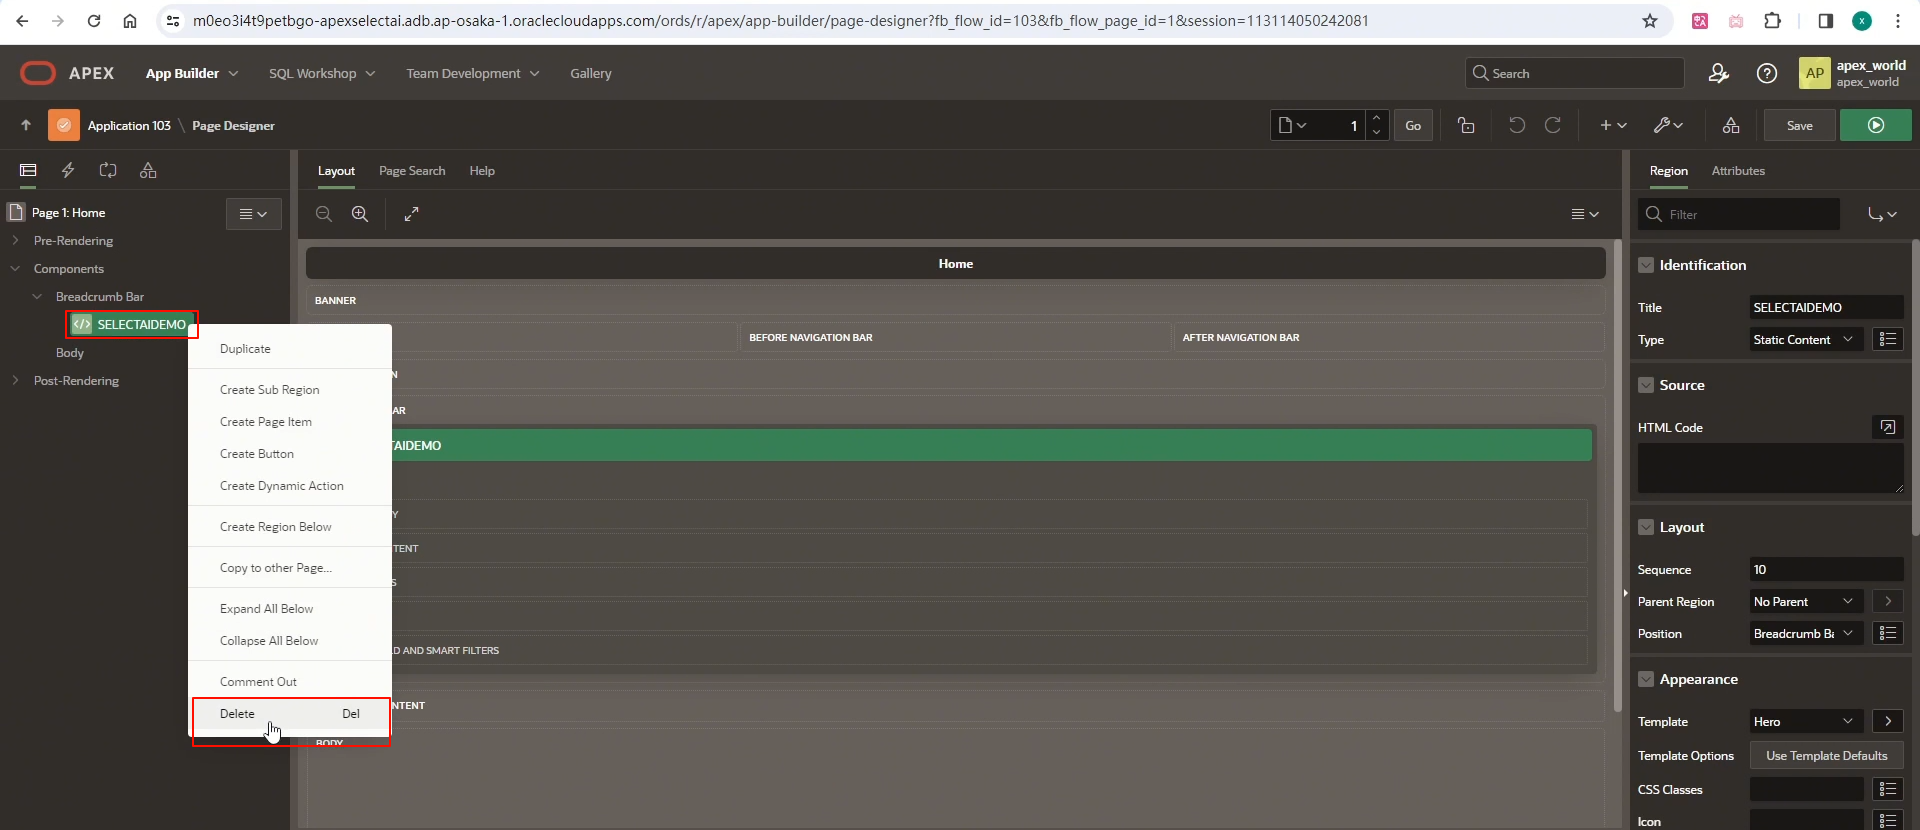 m0eo3i4t9petbgo-apexselectai.adb.ap-osaka-1.oraclecloudapps.com/ords/r/apex/app-builder/page-designer?fb_flow_id=103&fb_flow_page_id=1&session=113114050242081
X
APEX
App Builder
SQL Workshop
Team Development
Gallery
Search
AP
apex_world
apex_world
Application 103 \ Page Designer
1
Go
Save
Layout
Page Search
Help
Region
Attributes
Page 1: Home
Filter
Pre-Rendering
Components
Breadcrumb Bar
</> SELECTAIDEMO
Body
Post-Rendering
Duplicate
Create Sub Region
Create Page Item
Create Button
Create Dynamic Action
Create Region Below
Copy to other Page...
Expand All Below
Collapse All Below
Comment Out
Delete Del
Home
BANNER
BEFORE NAVIGATION BAR
AFTER NAVIGATION BAR
N
AR
TAIDEMO
Y
TENT
S
D AND SMART FILTERS
NTENT
BODY
Identification
Title SELECTAIDEMO
Type Static Content
Source
HTML Code
Layout
Sequence 10
Parent Region No Parent
Position Breadcrumb Ba
Appearance
Template Hero
Template Options Use Template Defaults
CSS Classes
Icon